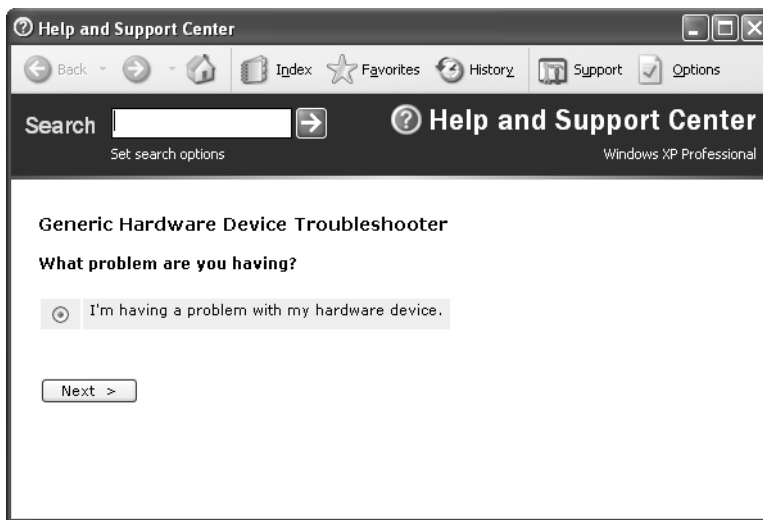 Help and Support Center
Back Index Favorites History Support Options
Search Help and Support Center
Set search options Windows XP Professional
Generic Hardware Device Troubleshooter
What problem are you having?
I'm having a problem with my hardware device.
Next >